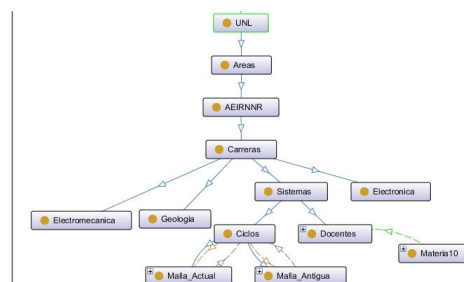 UNL
Areas
AEIRNNR
Carreras
Sistemas
Electronica
Electromecanica
Geologia
Ciclos
Docentes
Materia10
Malla_Actual
Malla_Antigua